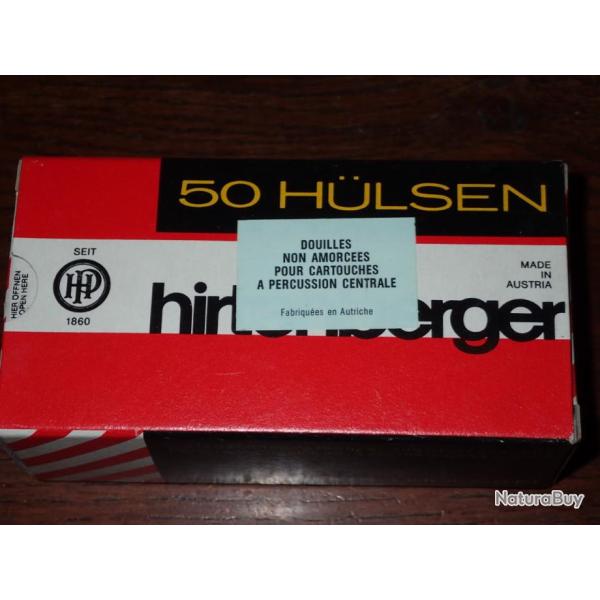 50 HÜLSEN
SEIT
HP
1860
HIER ÖFFNEN
OPEN HERE
DOUILLES
NON AMORCEES
POUR CARTOUCHES
A PERCUSSION CENTRALE
Fabriquées en Autriche
MADE
IN
AUSTRIA
hirtenberger
NaturaBuy